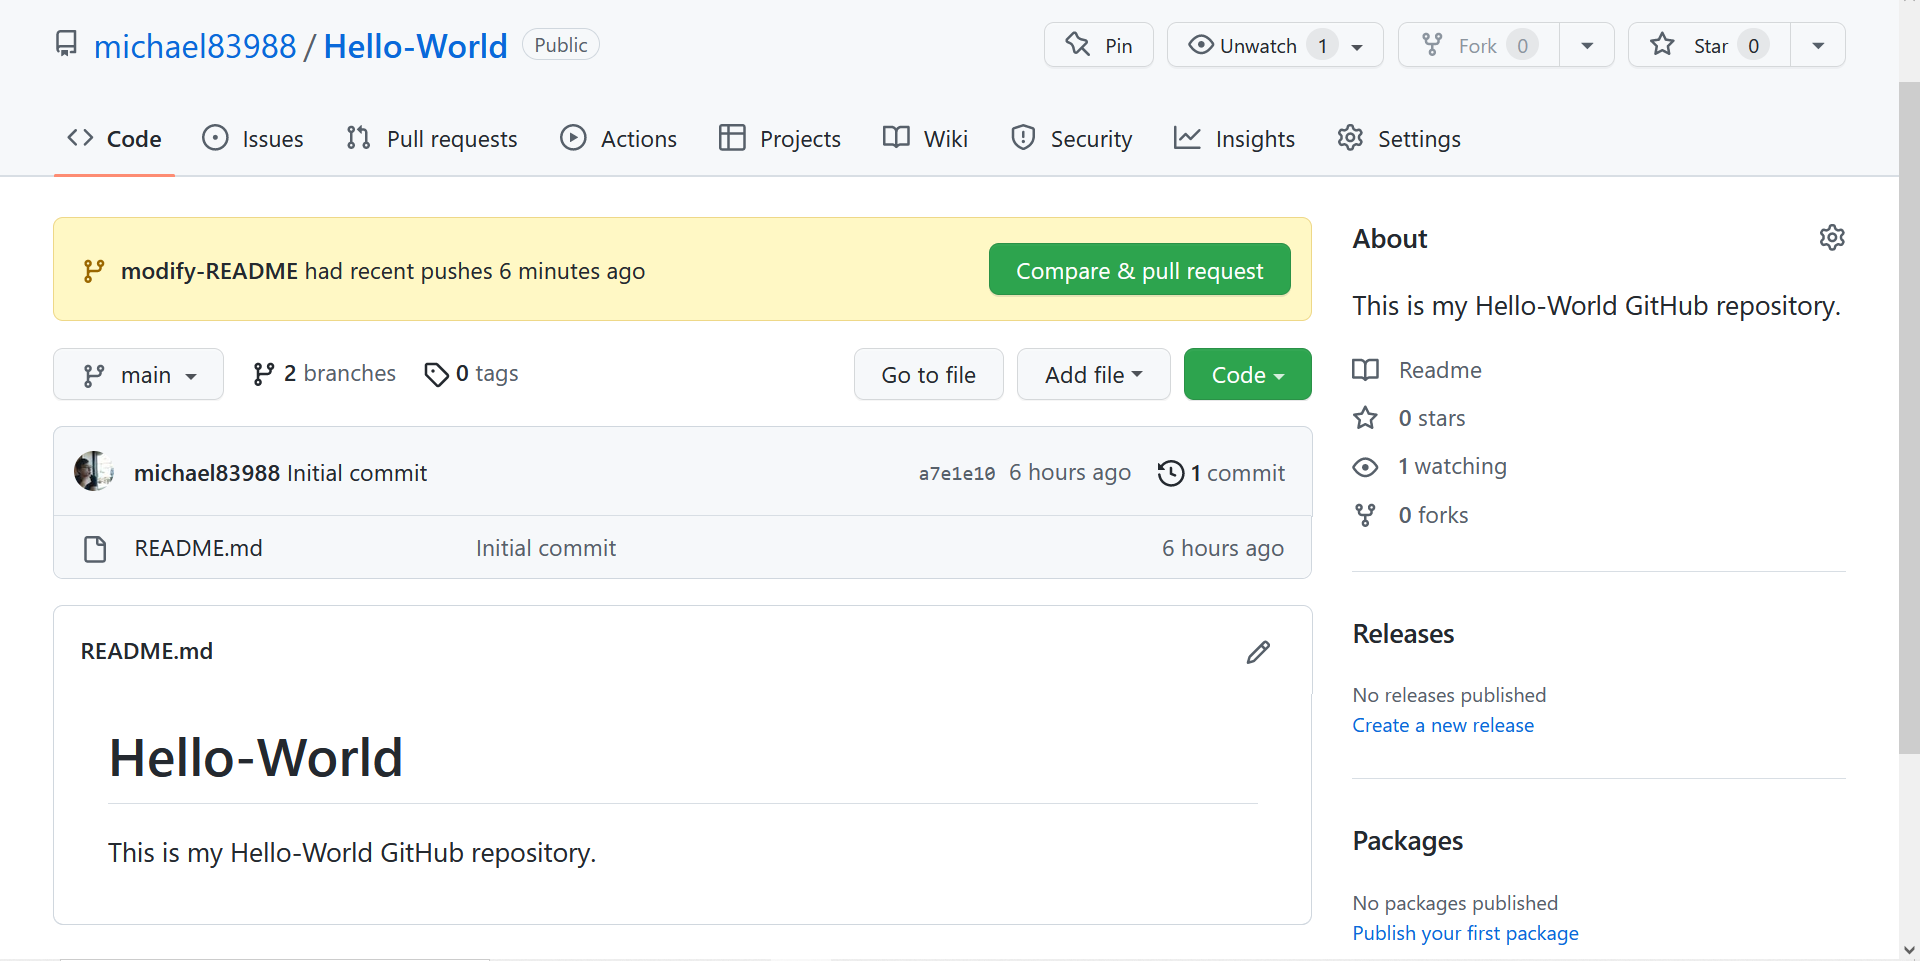 michael83988 / Hello-World Public
Pin Unwatch 1 Fork 0 Star 0
Code Issues Pull requests Actions Projects Wiki Security Insights Settings
modify-README had recent pushes 6 minutes ago Compare & pull request
main 2 branches 0 tags Go to file Add file Code
michael83988 Initial commit a7e1e10 6 hours ago 1 commit
README.md Initial commit 6 hours ago
README.md
Hello-World
This is my Hello-World GitHub repository.
About
This is my Hello-World GitHub repository.
Readme
0 stars
1 watching
0 forks
Releases
No releases published
Create a new release
Packages
No packages published
Publish your first package